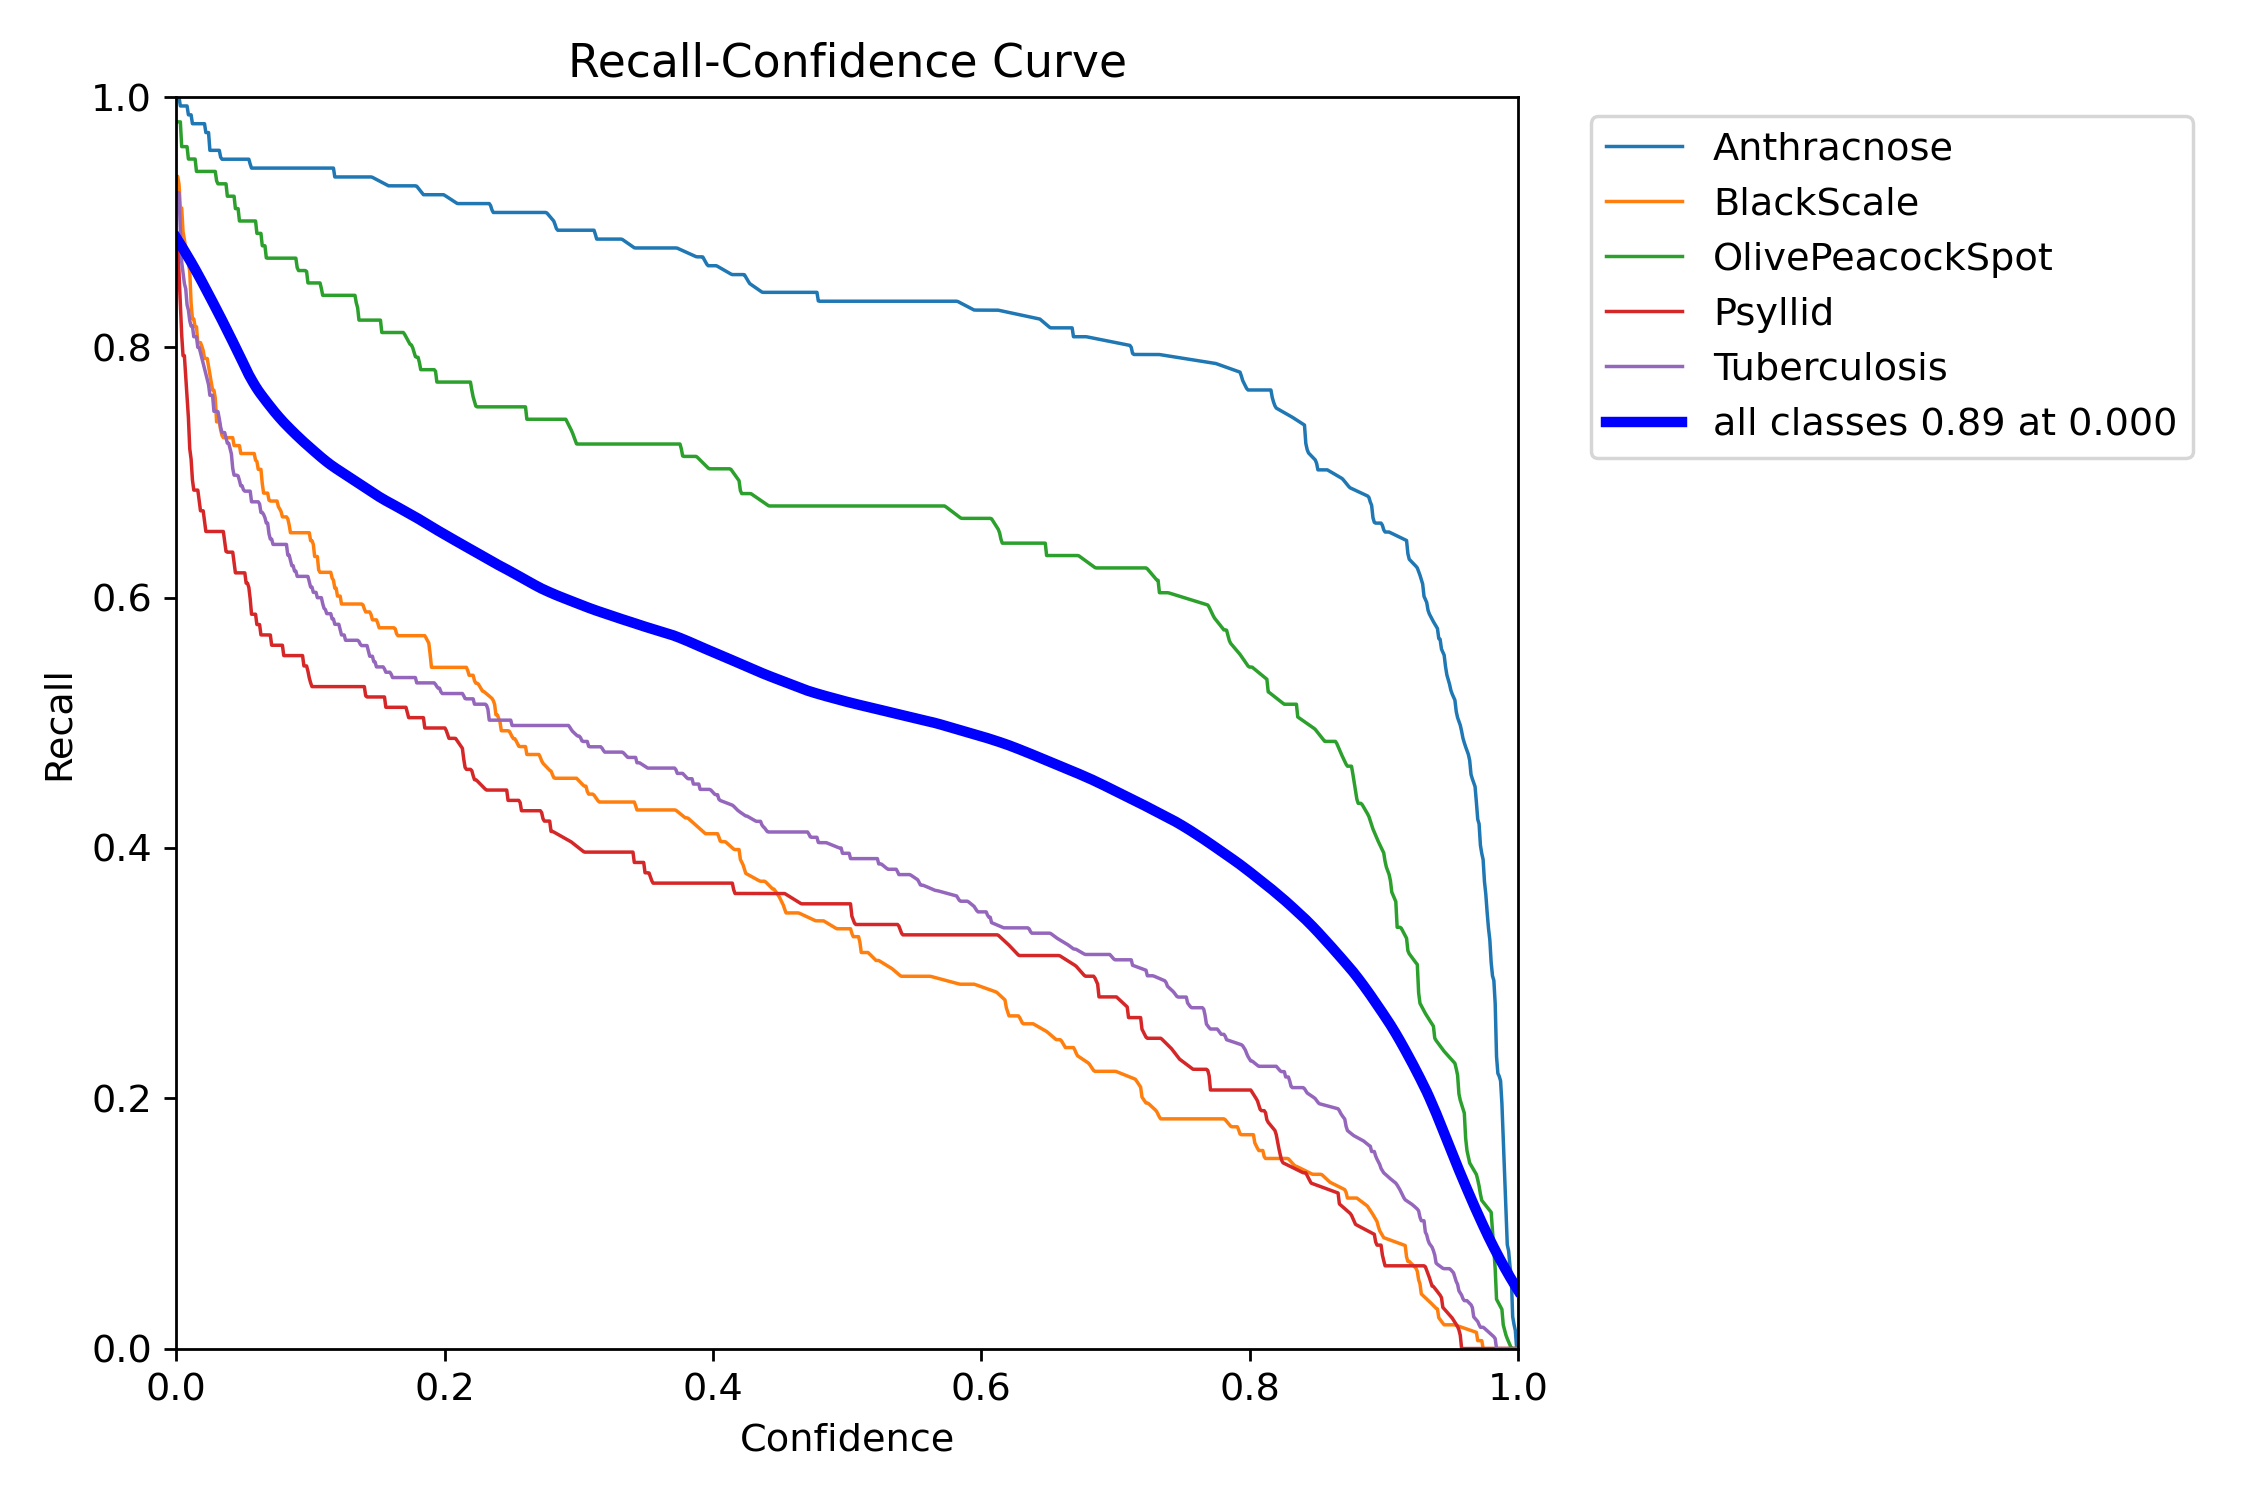 Recall-Confidence Curve
1.0
0.8
0.6
0.4
0.2
0.0
Recall
0.0 0.2 0.4 0.6 0.8 1.0
Confidence
Anthracnose
BlackScale
OlivePeacockSpot
Psyllid
Tuberculosis
all classes 0.89 at 0.000